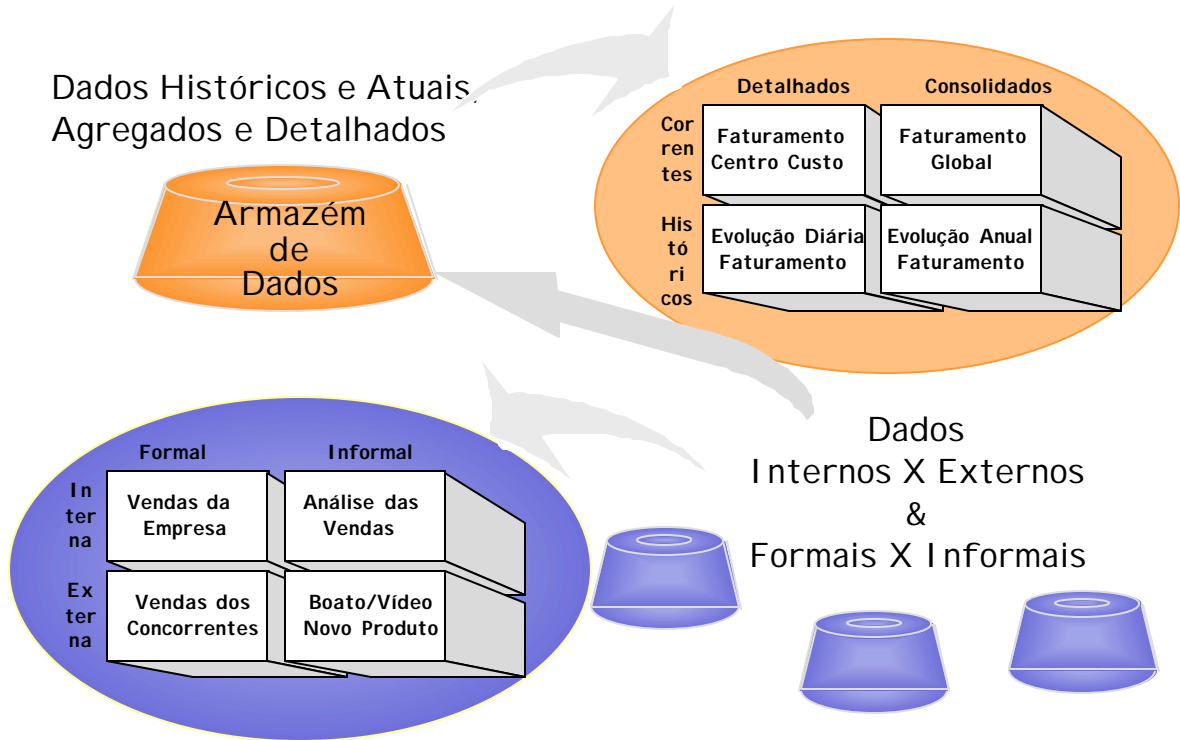 Dados Históricos e Atuais,
Agregados e Detalhados
Armazém
de
Dados
Detalhados Consolidados
Cor
ren
tes
Faturamento
Centro Custo
Faturamento
Global
His
tó
ri
cos
Evolução Diária
Faturamento
Evolução Anual
Faturamento
Formal Informal
In
ter
na
Vendas da
Empresa
Análise das
Vendas
Ex
ter
na
Vendas dos
Concorrentes
Boato/Vídeo
Novo Produto
Dados
Internos X Externos
&
Formais X Informais